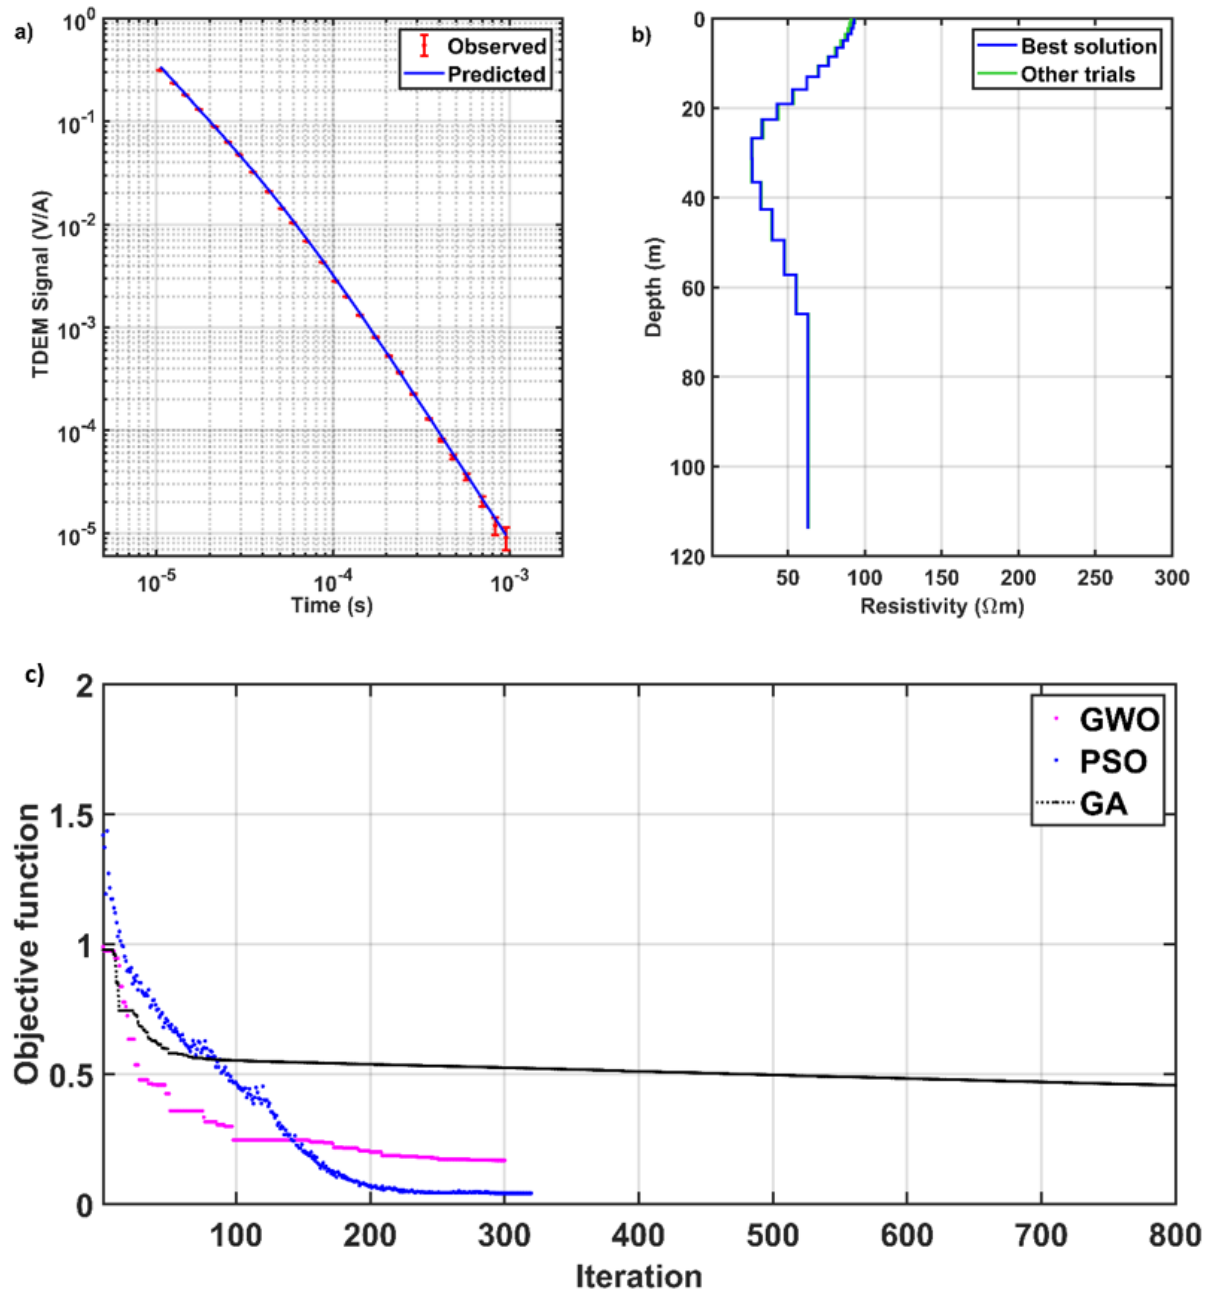 a)
10^0
10^-1
10^-2
10^-3
10^-4
10^-5
TDEM Signal (V/A)
Observed
Predicted
10^-5
10^-4
10^-3
Time (s)
b)
0
20
40
60
80
100
120
Depth (m)
Best solution
Other trials
50
100
150
200
250
300
Resistivity (Ωm)
c)
2
1.5
1
0.5
0
Objective function
GWO
PSO
GA
100
200
300
400
500
600
700
800
Iteration